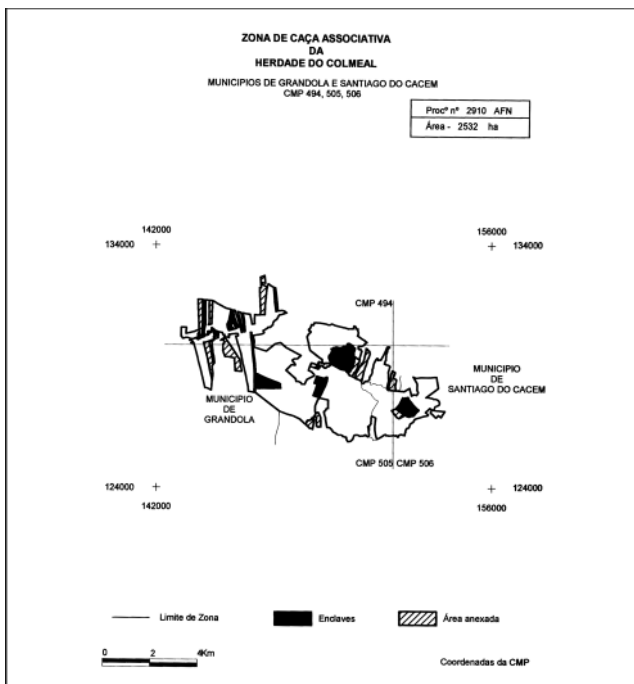 ZONA DE CAÇA ASSOCIATIVA
DA
HERDADE DO COLMEAL
MUNICIPIOS DE GRANDOLA E SANTIAGO DO CACEM
CMP 494, 505, 506
Procº nº 2910 AFN
Área - 2532 ha
142000
134000
156000
134000
CMP 494
MUNICIPIO
DE
SANTIAGO DO CACEM
MUNICIPIO
DE
GRANDOLA
CMP 505 CMP 506
124000
142000
124000
156000
Limite de Zona
Enclaves
Área anexada
0 2 4Km
Coordenadas da CMP